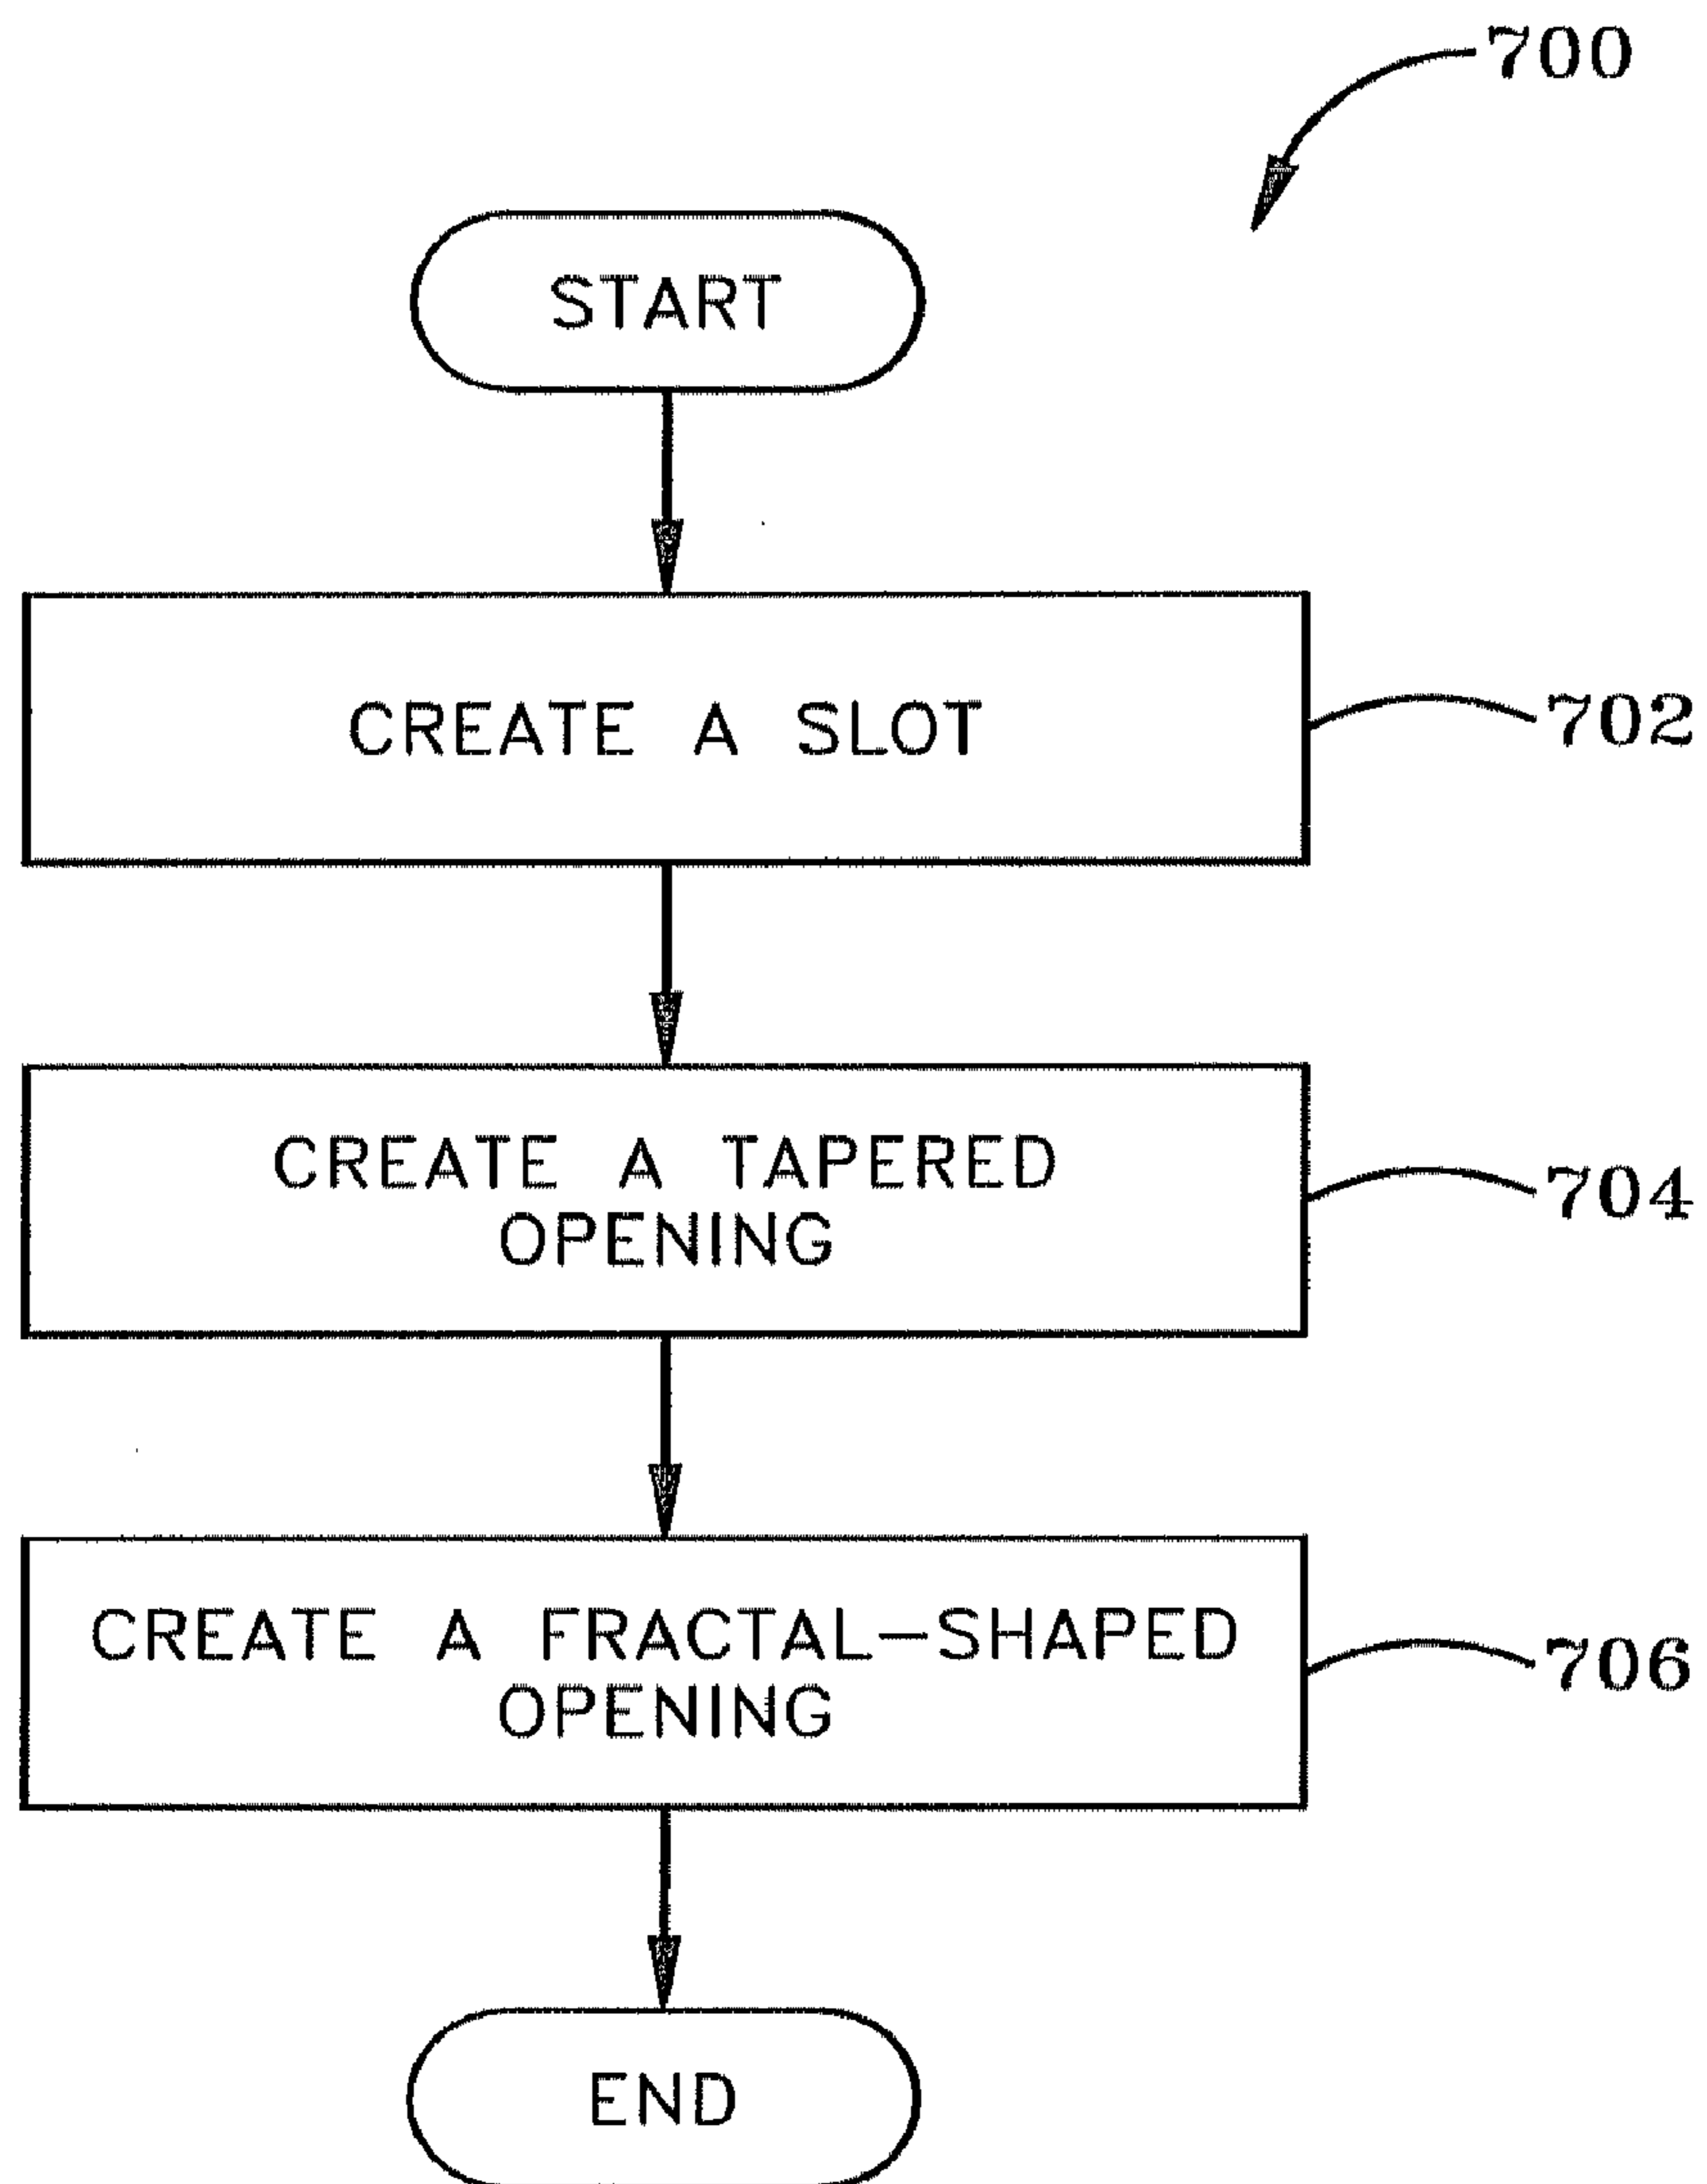 700
START
CREATE A SLOT
702
CREATE A TAPERED
OPENING
704
CREATE A FRACTAL-SHAPED
OPENING
706
END